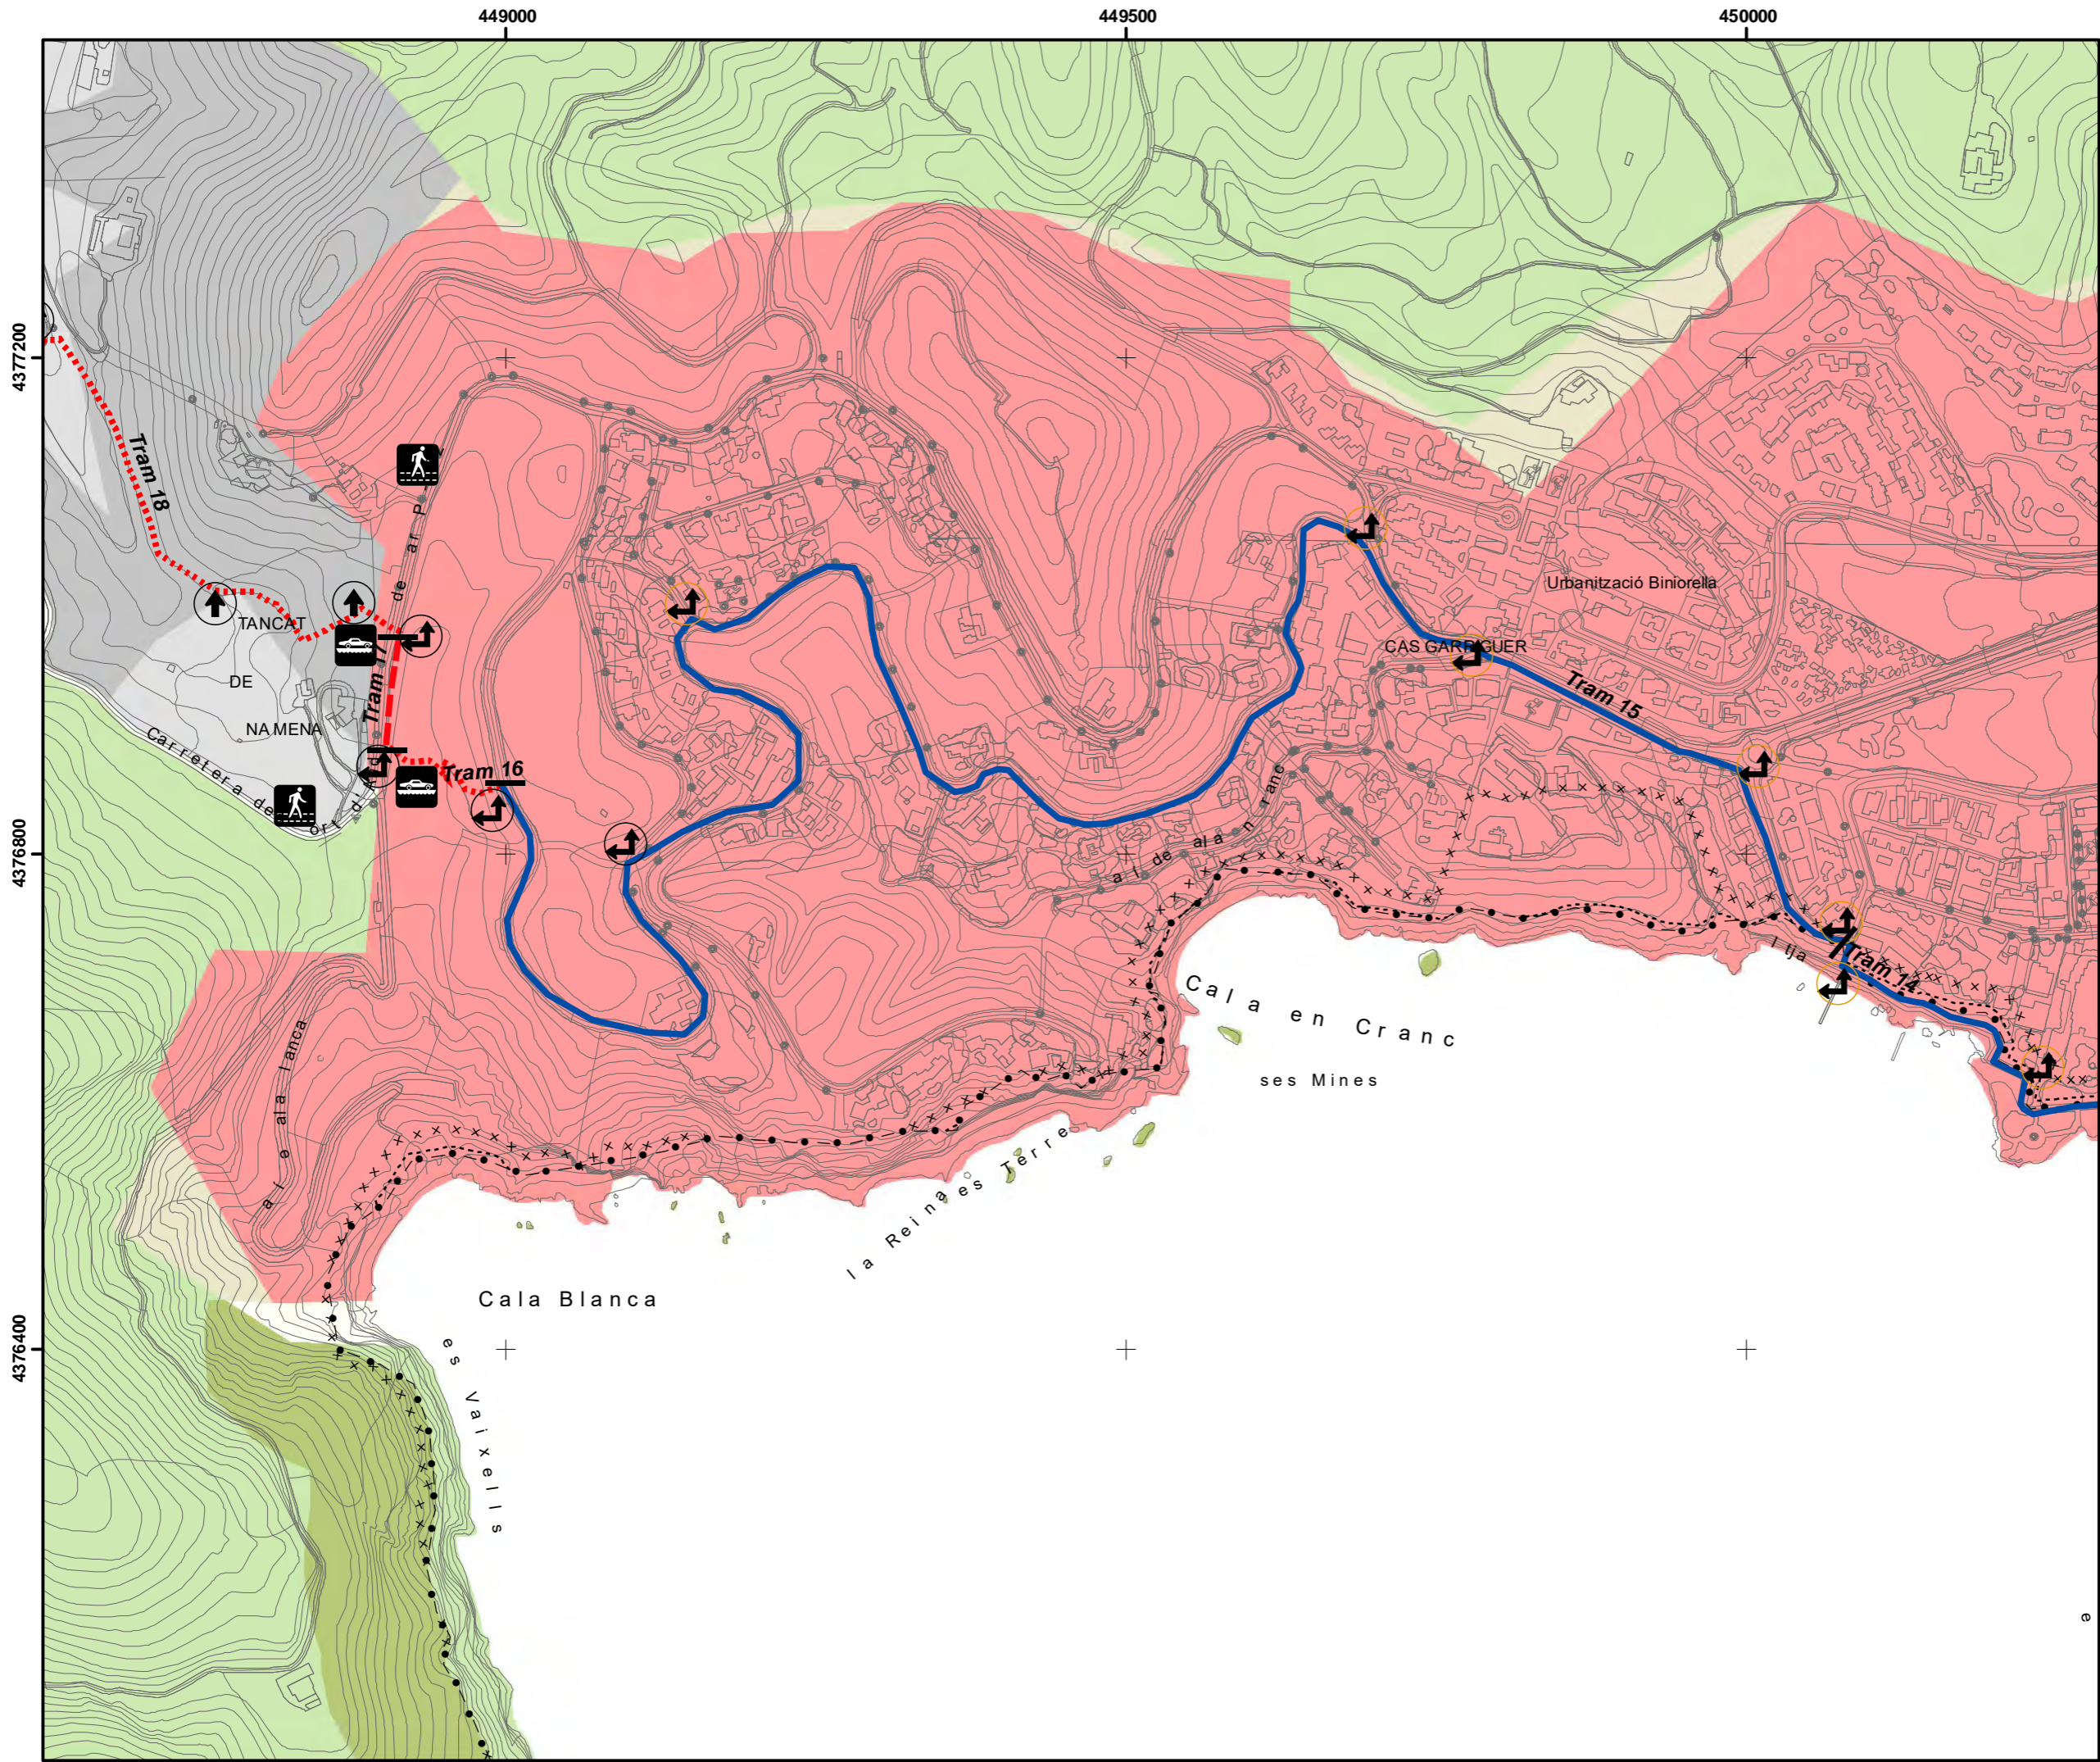 449000
449500
450000
4377200
4376800
4376400
Tram 18
de
TANCAT
DE
NA MENA
Tram 17
Tram 16
Carretera de
Urbanització Biniorella
CAS GARRIGUER
Tram 15
Tram 14
Cala en Cranc
ses Mines
la Reina
es Terre
Cala Blanca
es Vaixells
e